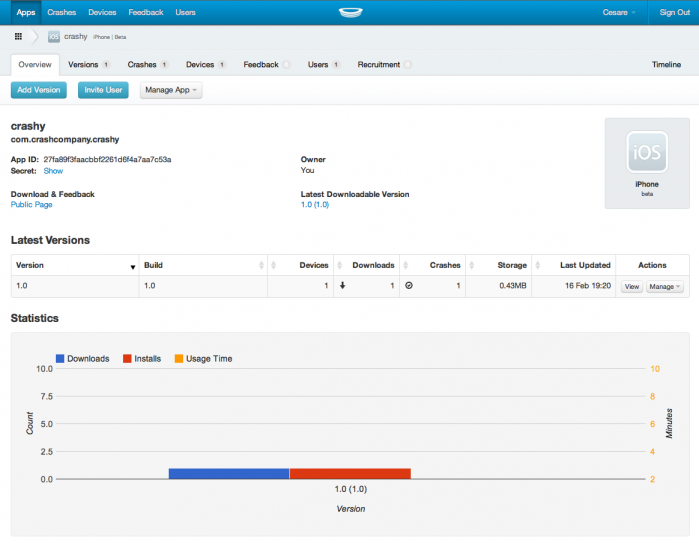 Apps Crashes Devices Feedback Users Cesare Sign Out
iOS crashy iPhone | Beta
Overview Versions 1 Crashes 1 Devices 1 Feedback Users 1 Recruitment Timeline
Add Version Invite User Manage App
crashy
com.crashcompany.crashy
App ID: 27fa89f3faacbbf2261d6f4a7aa7c53a
Secret: Show
Owner
You
Download & Feedback
Public Page
Latest Downloadable Version
1.0 (1.0)
iOS
iPhone
beta
Latest Versions
Version Build Devices Downloads Crashes Storage Last Updated Actions
1.0 1.0 1 1 1 0.43MB 16 Feb 19:20 View Manage
Statistics
Downloads Installs Usage Time
10.0 10
7.5 8
5.0 6
2.5 4
0.0 2
Count
Minutes
1.0 (1.0)
Version